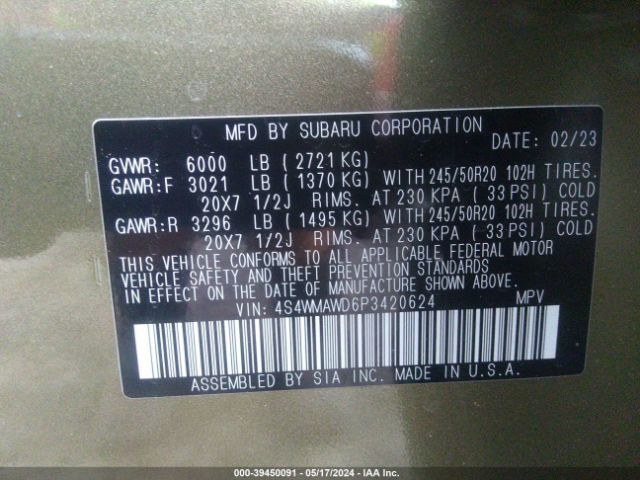 MFD BY SUBARU CORPORATION DATE: 02/23
GVWR: 6000 LB ( 2721 KG)
GAWR:F 3021 LB ( 1370 KG) WITH 245/50R20 102H TIRES.
20X7 1/2J RIMS. AT 230 KPA ( 33 PSI) COLD
GAWR:R 3296 LB ( 1495 KG) WITH 245/50R20 102H TIRES.
20X7 1/2J RIMS. AT 230 KPA ( 33 PSI) COLD
THIS VEHICLE CONFORMS TO ALL APPLICABLE FEDERAL MOTOR
VEHICLE SAFETY AND THEFT PREVENTION STANDARDS
IN EFFECT ON THE DATE OF MANUFACTURE SHOWN ABOVE.
VIN: 4S4WMAWD6P3420624 MPV
ASSEMBLED BY SIA INC. MADE IN U.S.A.
000-39450091 - 05/17/2024 - IAA Inc.